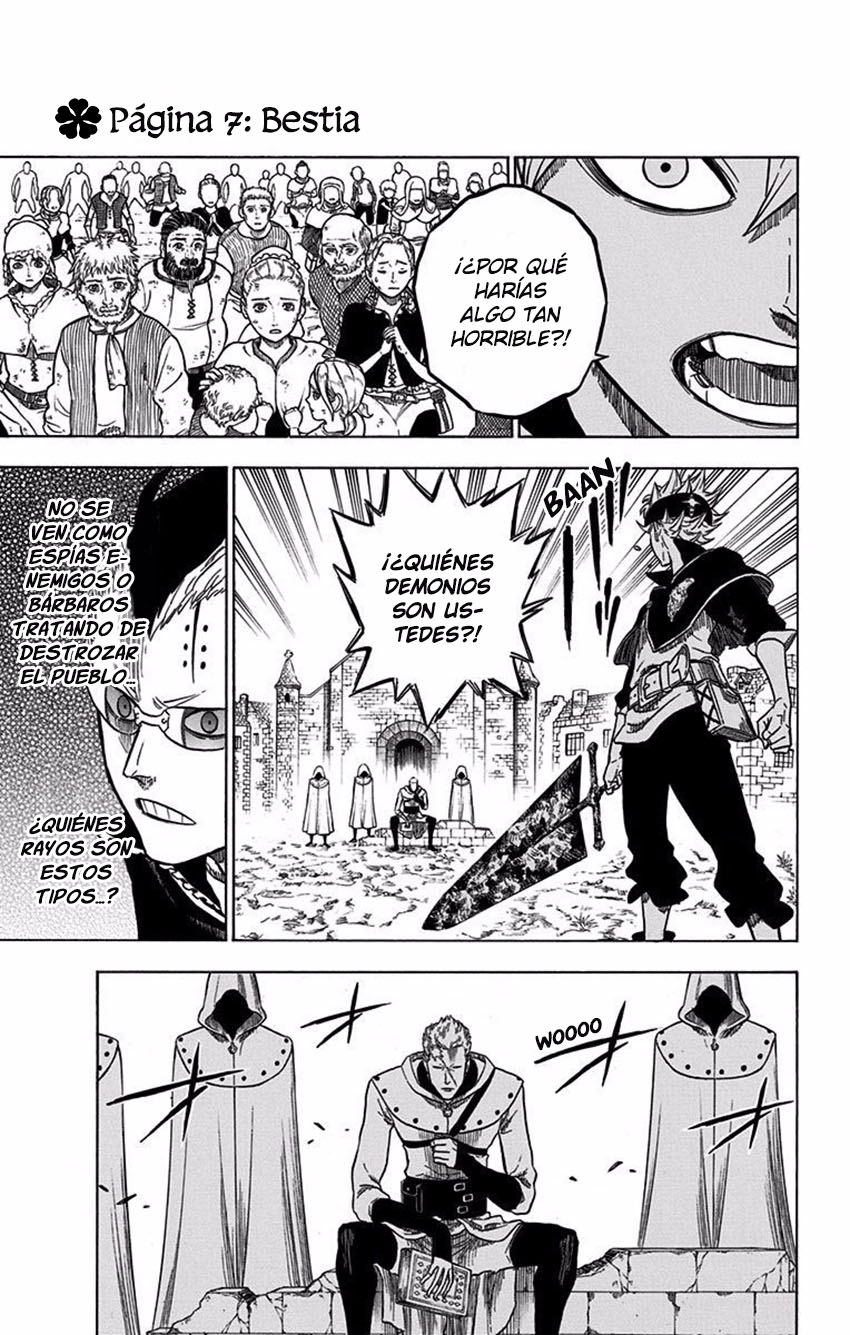 Página 7: Bestia
¡¿POR QUÉ
HARÍAS
ALGO TAN
HORRIBLE?!
BAAN
¡¿QUIÉNES
DEMONIOS
SON US-
TEDES?!
NO SE
VEN COMO
ESPÍAS E-
NEMIGOS O
BÁRBAROS
TRATANDO DE
DESTROZAR
EL PUEBLO...
¿QUIÉNES
RAYOS SON
ESTOS
TIPOS...?
WOOOO